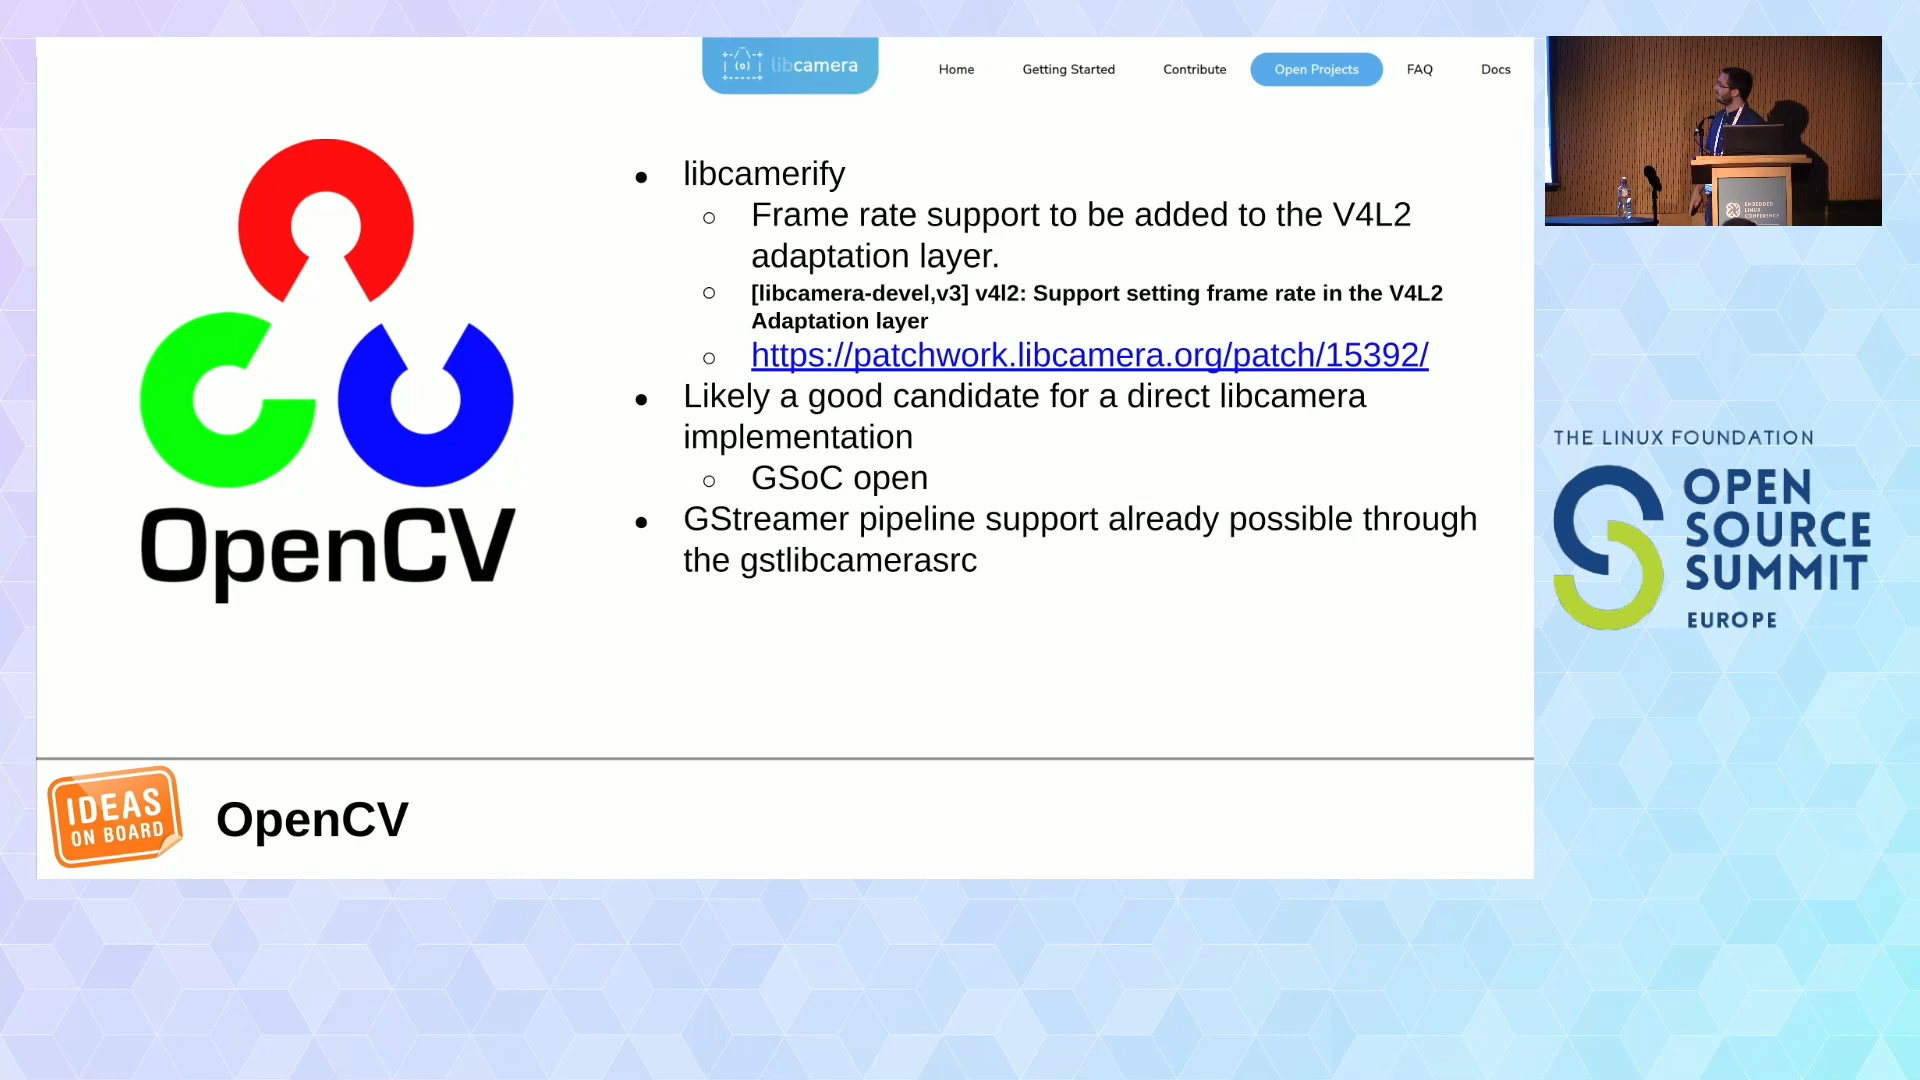 libcamera
Home
Getting Started
Contribute
Open Projects
FAQ
Docs
OpenCV
libcamerify
Frame rate support to be added to the V4L2
adaptation layer.
[libcamera-devel,v3] v4l2: Support setting frame rate in the V4L2
Adaptation layer
https://patchwork.libcamera.org/patch/15392/
Likely a good candidate for a direct libcamera
implementation
GSoC open
GStreamer pipeline support already possible through
the gstlibcamerasrc
IDEAS
ON BOARD
OpenCV
EMBEDDED
LINUX
CONFERENCE
THE LINUX FOUNDATION
OPEN
SOURCE
SUMMIT
EUROPE